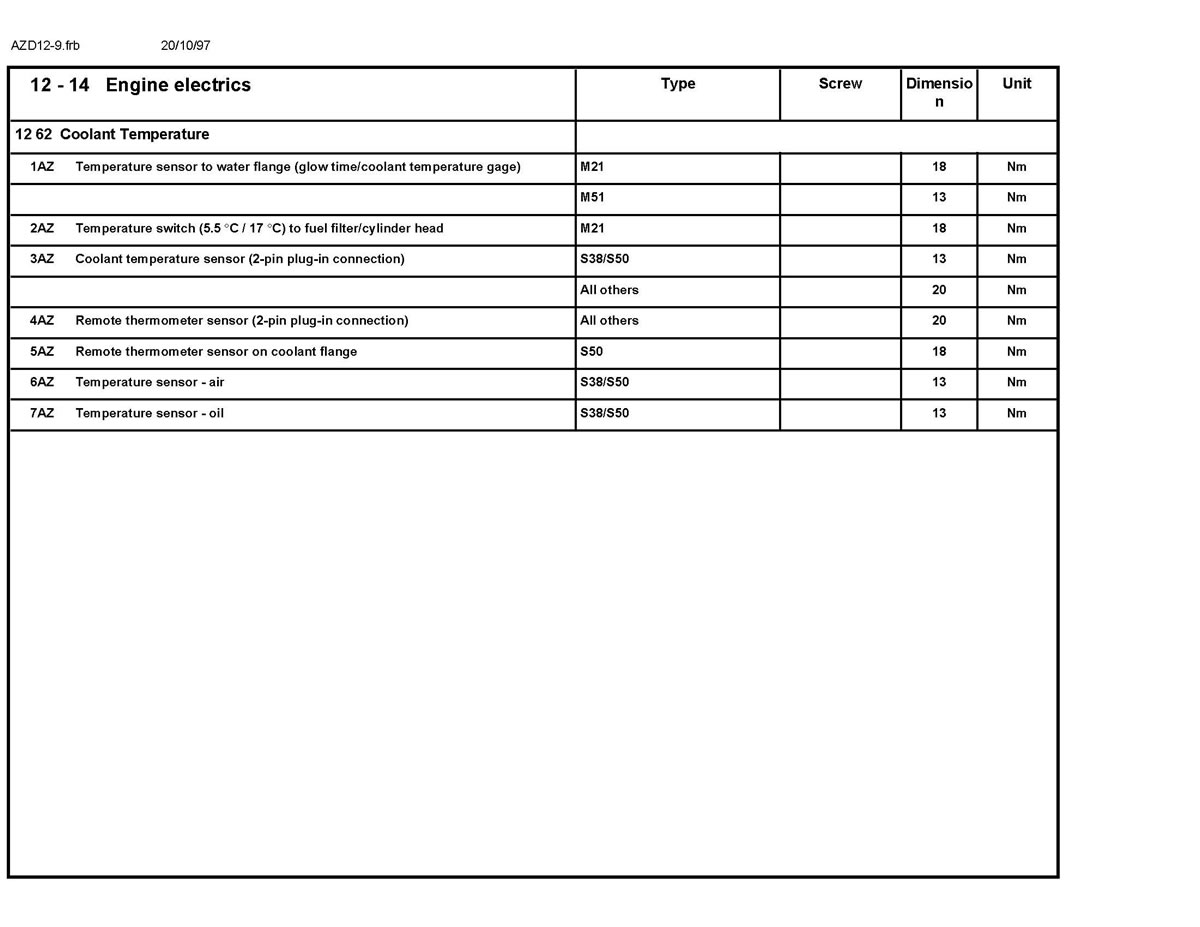 AZD12-9.frb 20/10/97
12 - 14 Engine electrics Type Screw Dimensio
n Unit
12 62 Coolant Temperature
1AZ Temperature sensor to water flange (glow time/coolant temperature gage) M21 18 Nm
M51 13 Nm
2AZ Temperature switch (5.5 °C / 17 °C) to fuel filter/cylinder head M21 18 Nm
3AZ Coolant temperature sensor (2-pin plug-in connection) S38/S50 13 Nm
All others 20 Nm
4AZ Remote thermometer sensor (2-pin plug-in connection) All others 20 Nm
5AZ Remote thermometer sensor on coolant flange S50 18 Nm
6AZ Temperature sensor - air S38/S50 13 Nm
7AZ Temperature sensor - oil S38/S50 13 Nm